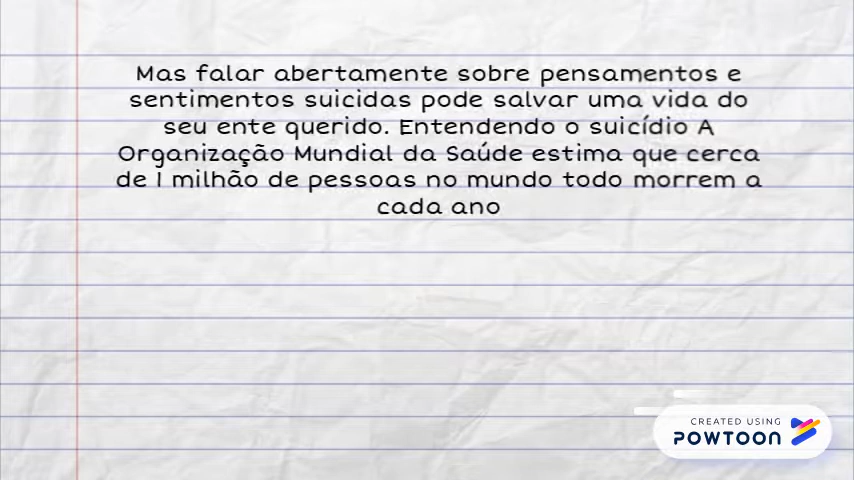 Mas falar abertamente sobre pensamentos e
sentimentos suicidas pode salvar uma vida do
seu ente querido. Entendendo o suicídio A
Organização Mundial da Saúde estima que cerca
de 1 milhão de pessoas no mundo todo morrem a
cada ano
CREATED USING
POWTOON